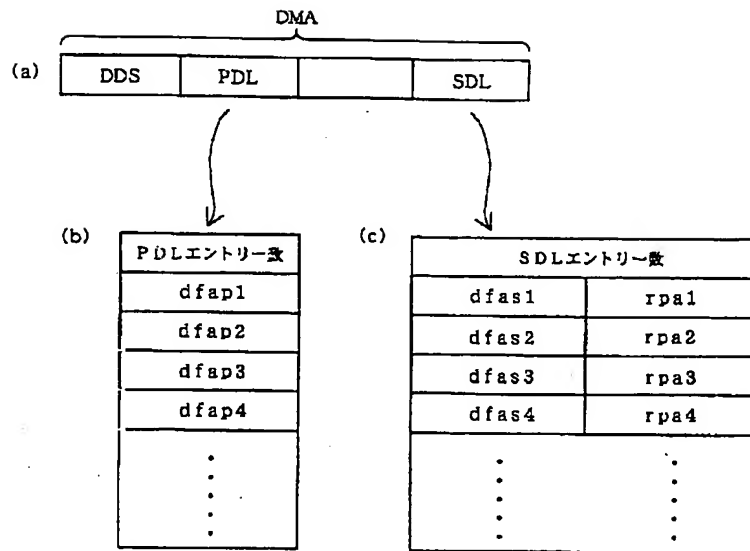 DMA
(a)
DDS PDL SDL
(b)
PDLエントリー数
dfap1
dfap2
dfap3
dfap4
(c)
SDLエントリー数
dfas1 rpa1
dfas2 rpa2
dfas3 rpa3
dfas4 rpa4